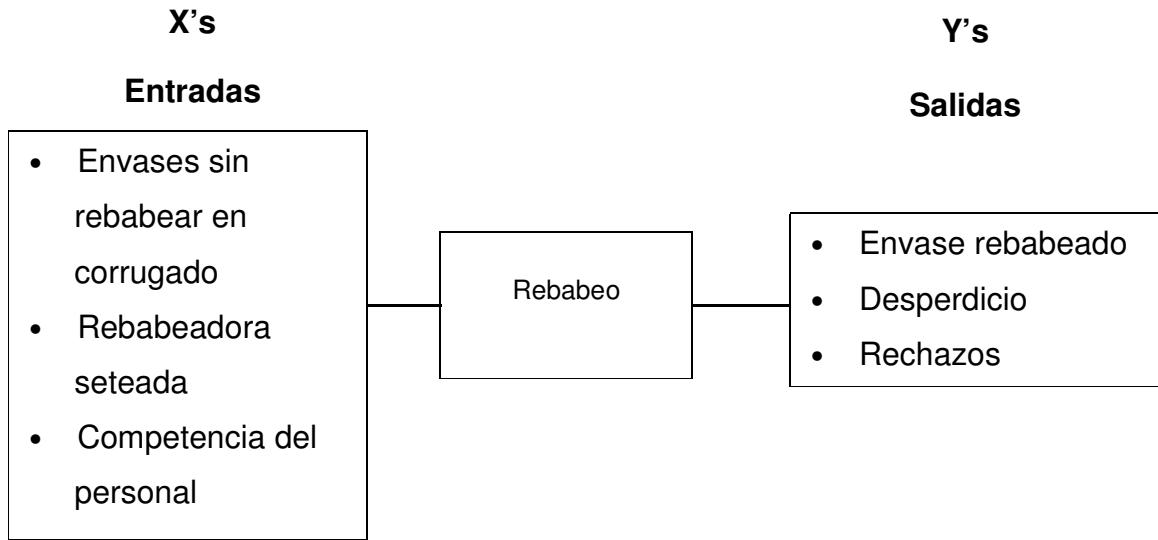 X's
Entradas
• Envases sin
rebabear en
corrugado
• Rebabeadora
seteada
• Competencia del
personal
Rebabeo
Y's
Salidas
• Envase rebabeado
• Desperdicio
• Rechazos